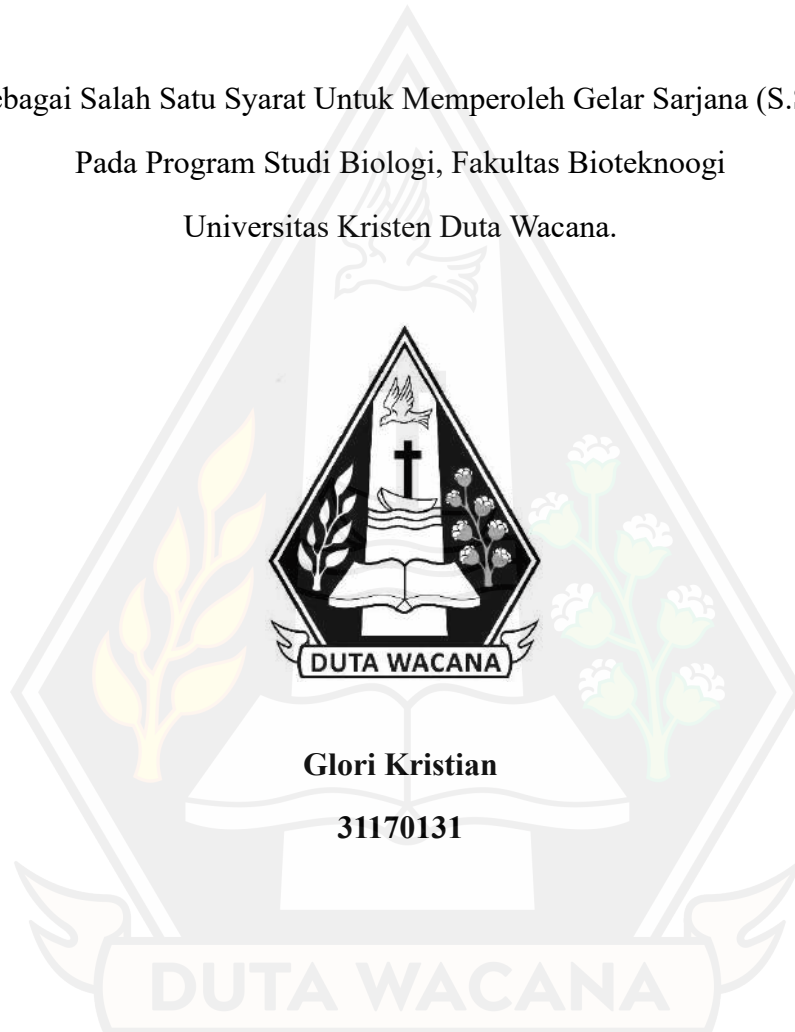 ebagai Salah Satu Syarat Untuk Memperoleh Gelar Sarjana (S.S
Pada Program Studi Biologi, Fakultas Bioteknoogi
Universitas Kristen Duta Wacana.
DUTA WACANA
Glori Kristian
31170131
DUTA WACANA